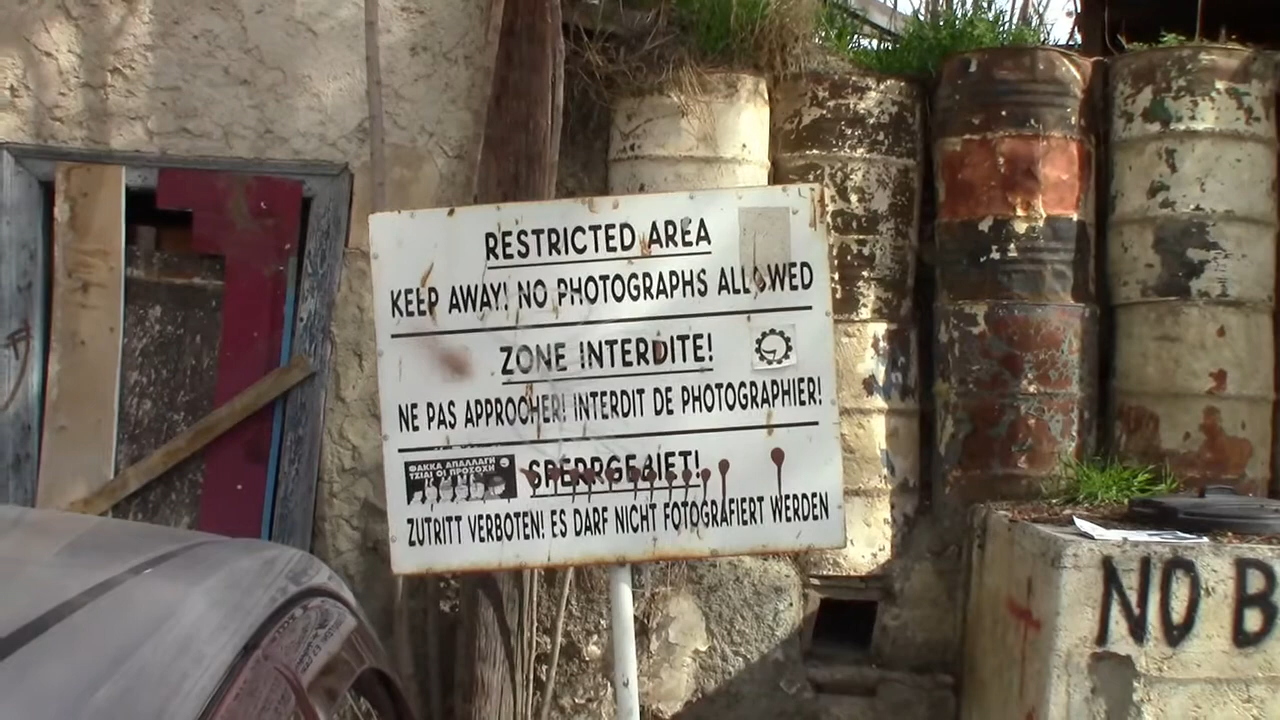 RESTRICTED AREA
KEEP AWAY! NO PHOTOGRAPHS ALLOWED
ZONE INTERDITE!
NE PAS APPROCHER! INTERDIT DE PHOTOGRAPHIER!
ΦΑΚΚΑ ΑΠΑΛΛΑΓΗ
ΤΖΙΑΙ ΟΙ ΠΡΟΣΟΧΗ
SPERRGEBIET!
ZUTRITT VERBOTEN! ES DARF NICHT FOTOGRAFIERT WERDEN
NO B